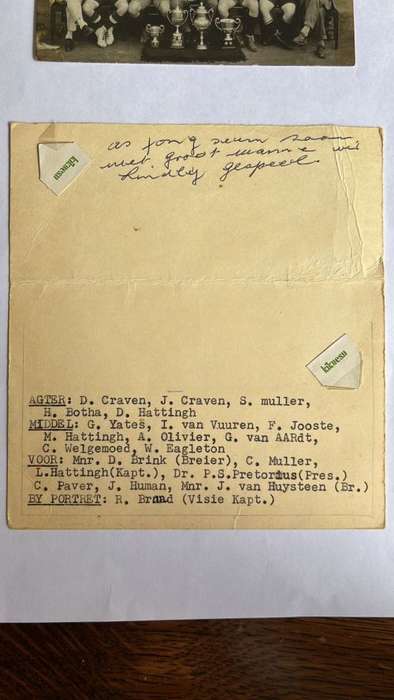 as jong seun saam
met groot manne wi
Lindley gespeel.
AGTER: D. Craven, J. Craven, S. muller,
H. Botha, D. Hattingh
MIDDEL: G. Yates, I. van Vuuren, F. Jooste,
M. Hattingh, A. Olivier, G. van AARdt,
C. Welgemoed, W. Eagleton
VOOR: Mnr. D. Brink (Breier), C. Muller,
L.Hattingh(Kapt.), Dr. P.S.Pretorius(Pres.)
C. Paver, J. Human, Mnr. J. van Huysteen (Br.)
BY PORTRET: R. Brand (Visie Kapt.)